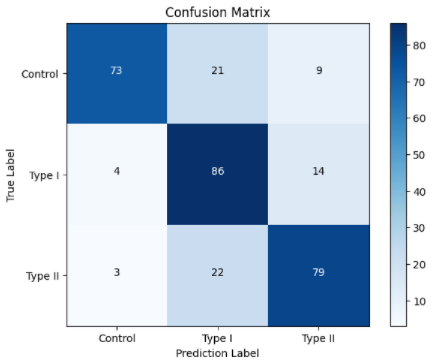 Confusion Matrix
Control 73 21 9
Type I 4 86 14
Type II 3 22 79
Control Type I Type II
Prediction Label
True Label
80
70
60
50
40
30
20
10